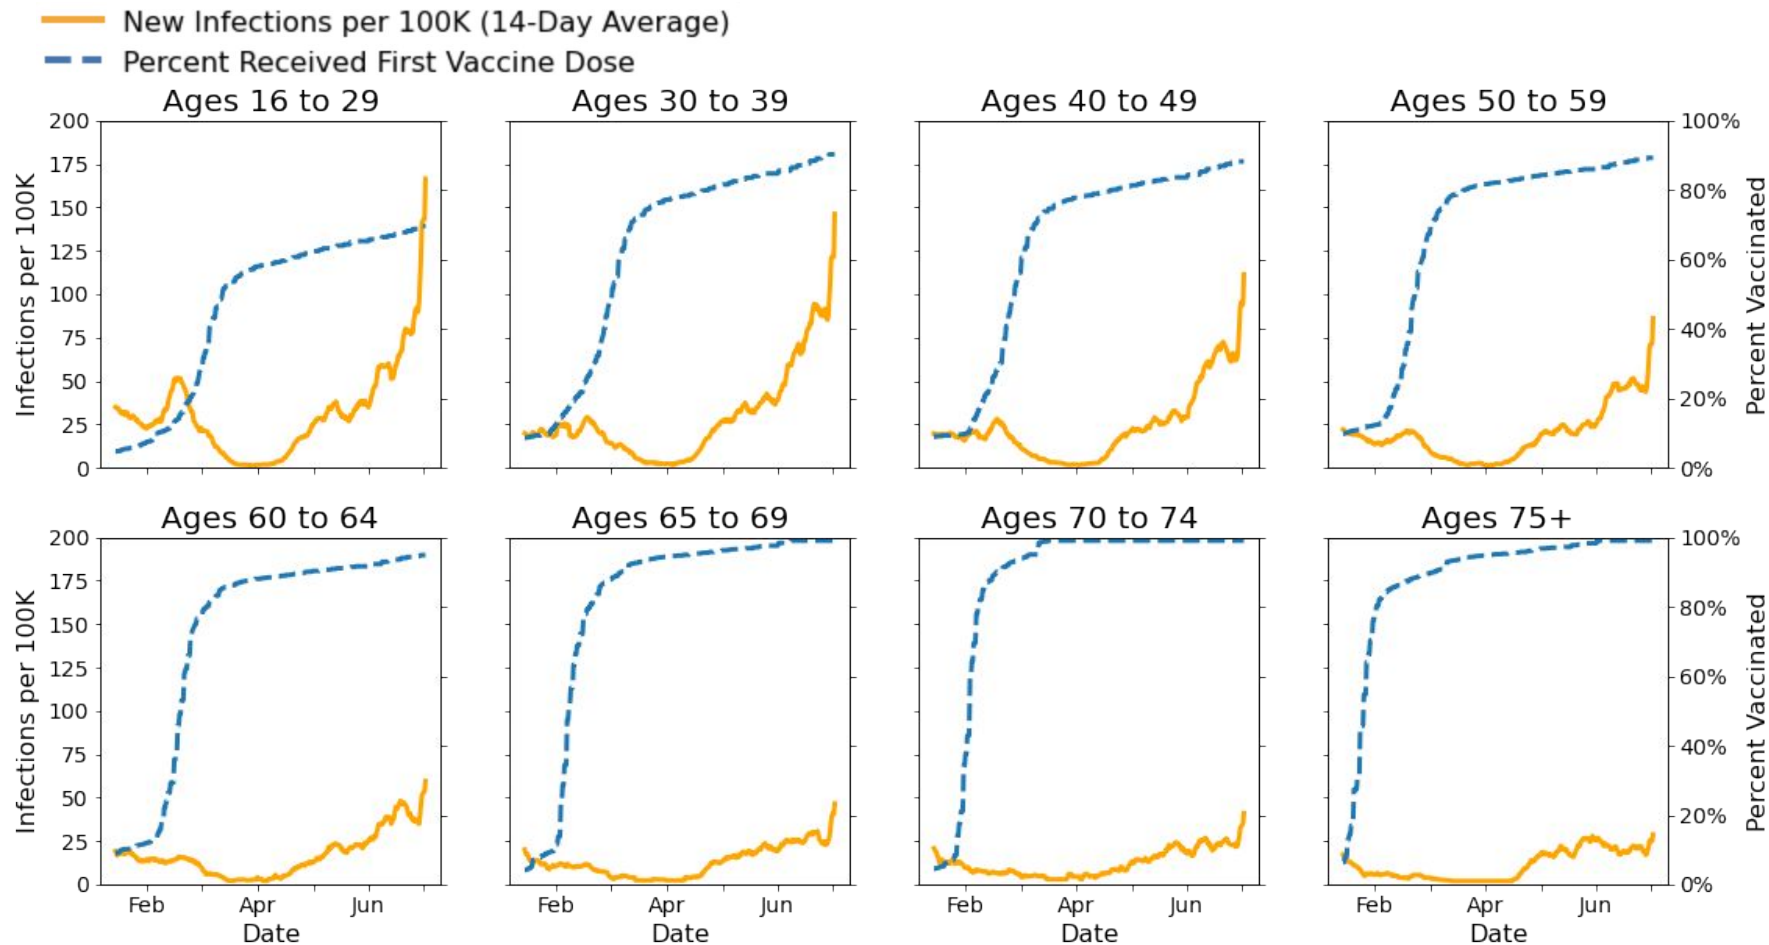 New Infections per 100K (14-Day Average)
Percent Received First Vaccine Dose
Ages 16 to 29
Ages 30 to 39
Ages 40 to 49
Ages 50 to 59
200
175
150
125
100
75
50
25
0
Infections per 100K
100%
80%
60%
40%
20%
0%
Percent Vaccinated
Ages 60 to 64
Ages 65 to 69
Ages 70 to 74
Ages 75+
200
175
150
125
100
75
50
25
0
Infections per 100K
100%
80%
60%
40%
20%
0%
Percent Vaccinated
Feb Apr Jun
Feb Apr Jun
Feb Apr Jun
Feb Apr Jun
Date
Date
Date
Date